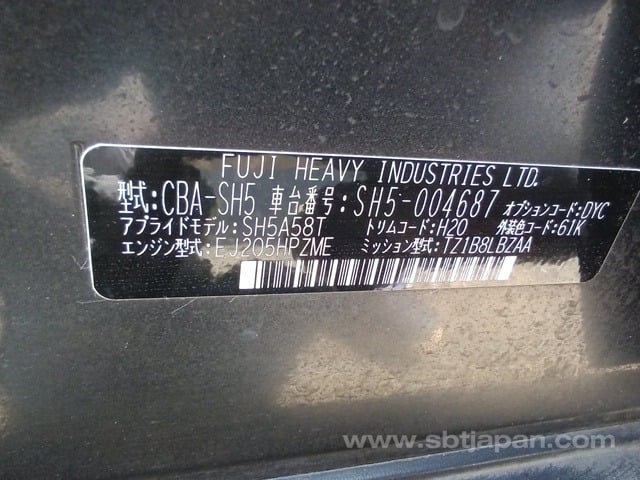 FUJI HEAVY INDUSTRIES LTD.
型式:CBA-SH5 車台番号:SH5-004687 オプションコード:DYC
アプライドモデル:SH5A58T トリムコード:H20 外装色コード:61K
エンジン型式:EJ205HPZME ミッション型式:TZ1B8LBZAA
www.sbtjapan.com